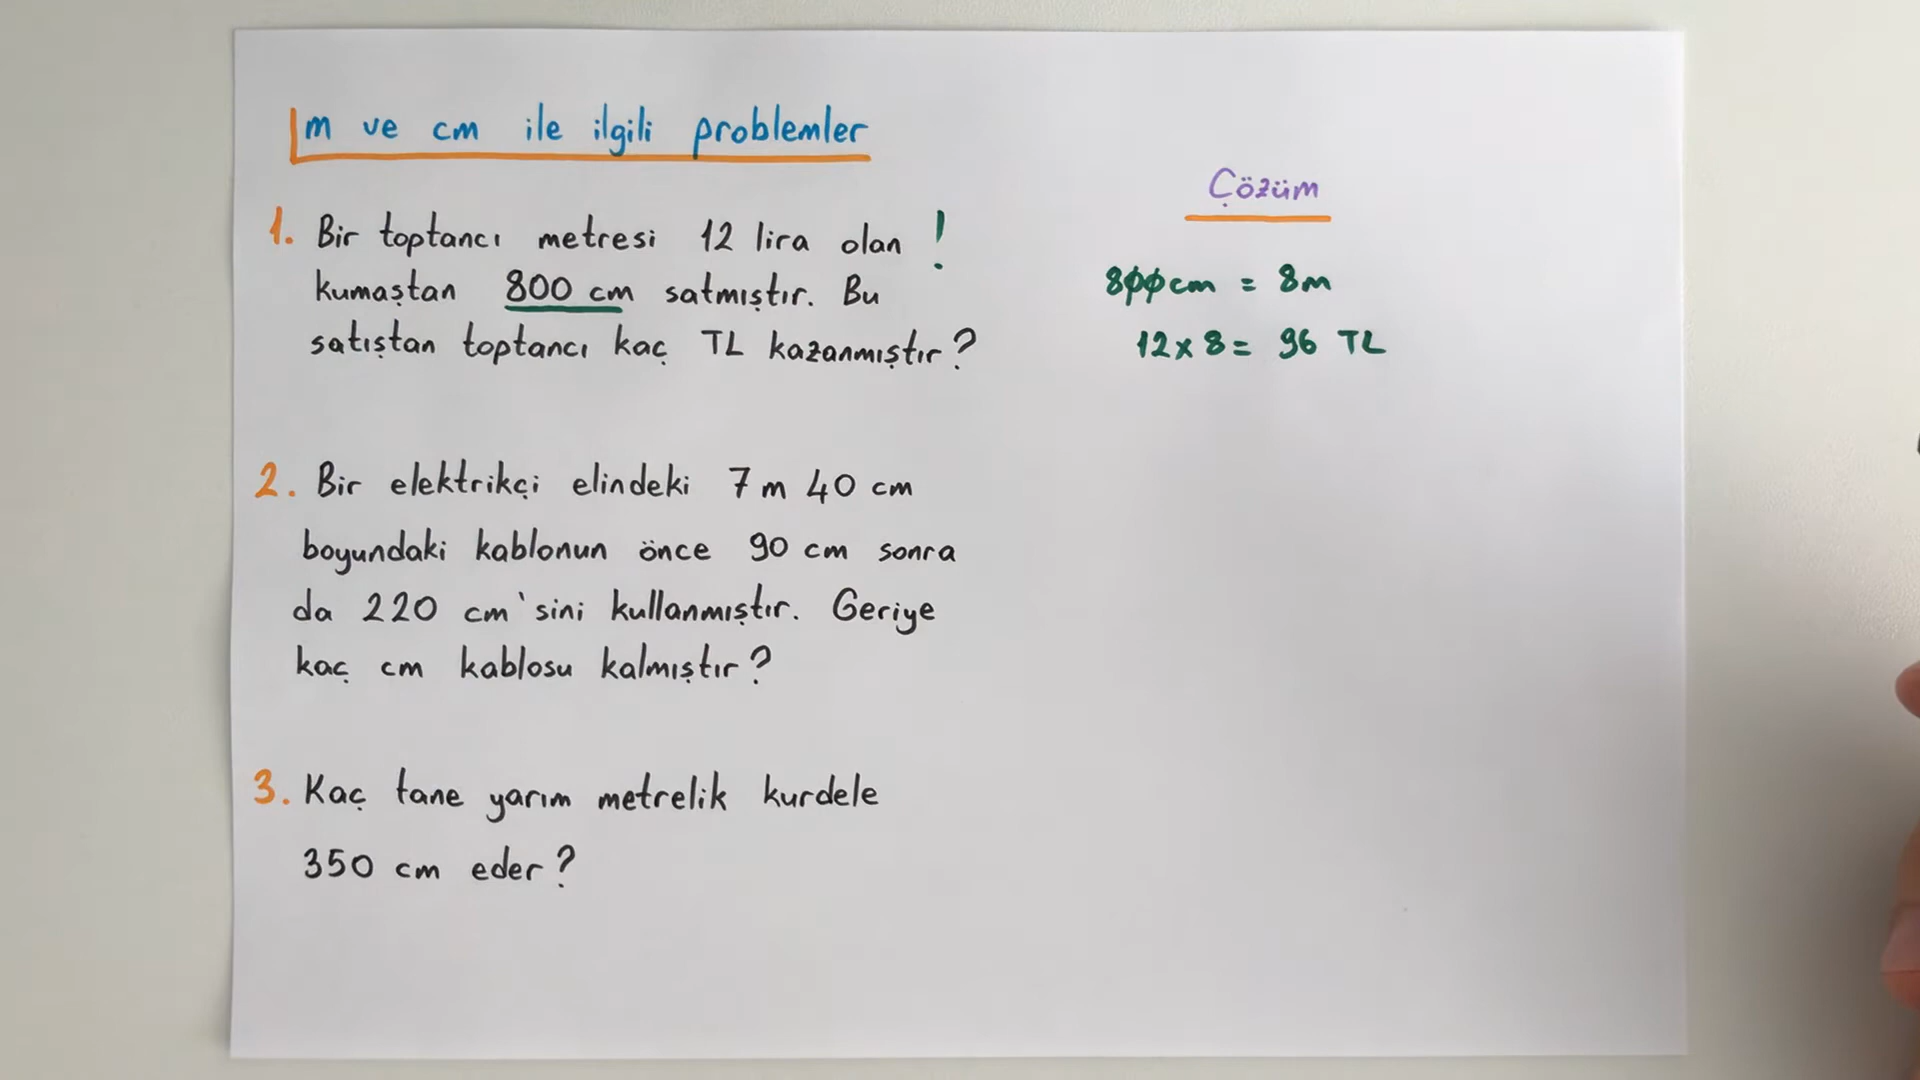 m ve cm ile ilgili problemler
1. Bir toptancı metresi 12 lira olan !
kumaştan 800 cm satmıştır. Bu
satıştan toptancı kaç TL kazanmıştır?
2. Bir elektrikçi elindeki 7 m 40 cm
boyundaki kablonun önce 90 cm sonra
da 220 cm'sini kullanmıştır. Geriye
kaç cm kablosu kalmıştır?
3. Kaç tane yarım metrelik kurdele
350 cm eder?
Çözüm
800cm = 8m
12x8= 96 TL